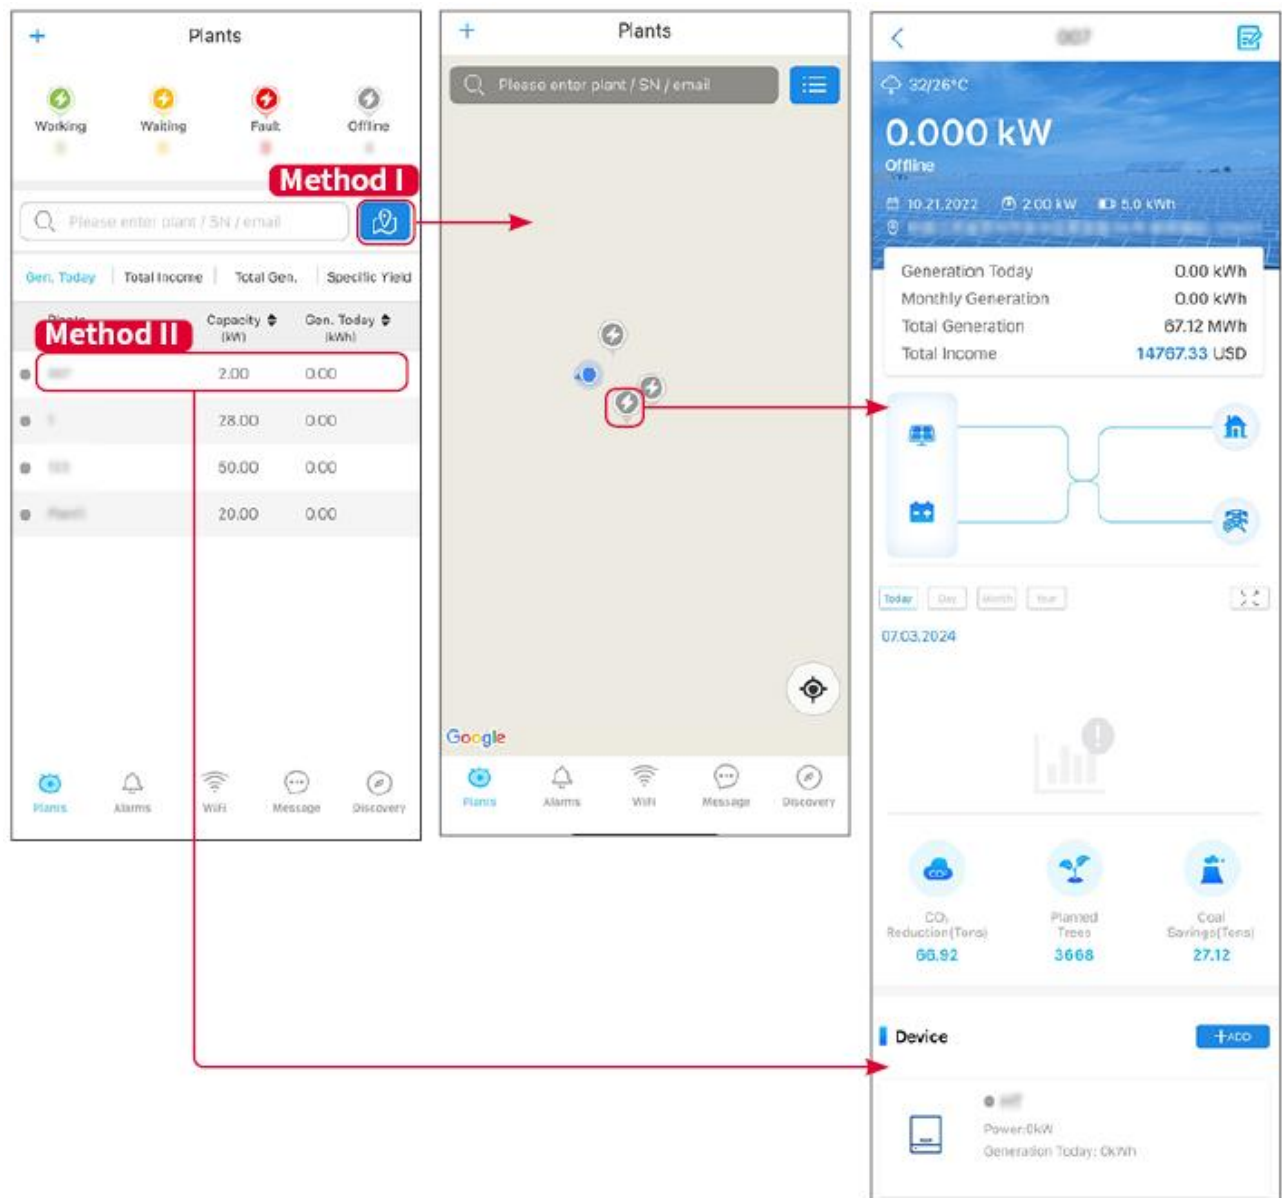 Plants
Working
Waiting
Fault
Offline
Method I
Please enter plant / SN / email
Gen. Today
Total Income
Total Gen.
Specific Yield
Method II
Capacity
(kW)
Gen. Today
(kWh)
2.00
0.00
28.00
0.00
50.00
0.00
20.00
0.00
Plants
Alarms
WiFi
Message
Discovery
Plants
Please enter plant / SN / email
Google
Plants
Alarms
WiFi
Message
Discovery
007
32/26°C
0.000 kW
Offline
10.21.2022
2.00 kW
5.0 kWh
Generation Today 0.00 kWh
Monthly Generation 0.00 kWh
Total Generation 67.12 MWh
Total Income 14767.33 USD
Today
Day
Month
Year
07.03.2024
CO₂
Reduction(Tons)
66.92
Planted
Trees
3668
Coal
Savings(Tons)
27.12
Device
+ADD
Power:0kW
Generation Today: 0kWh